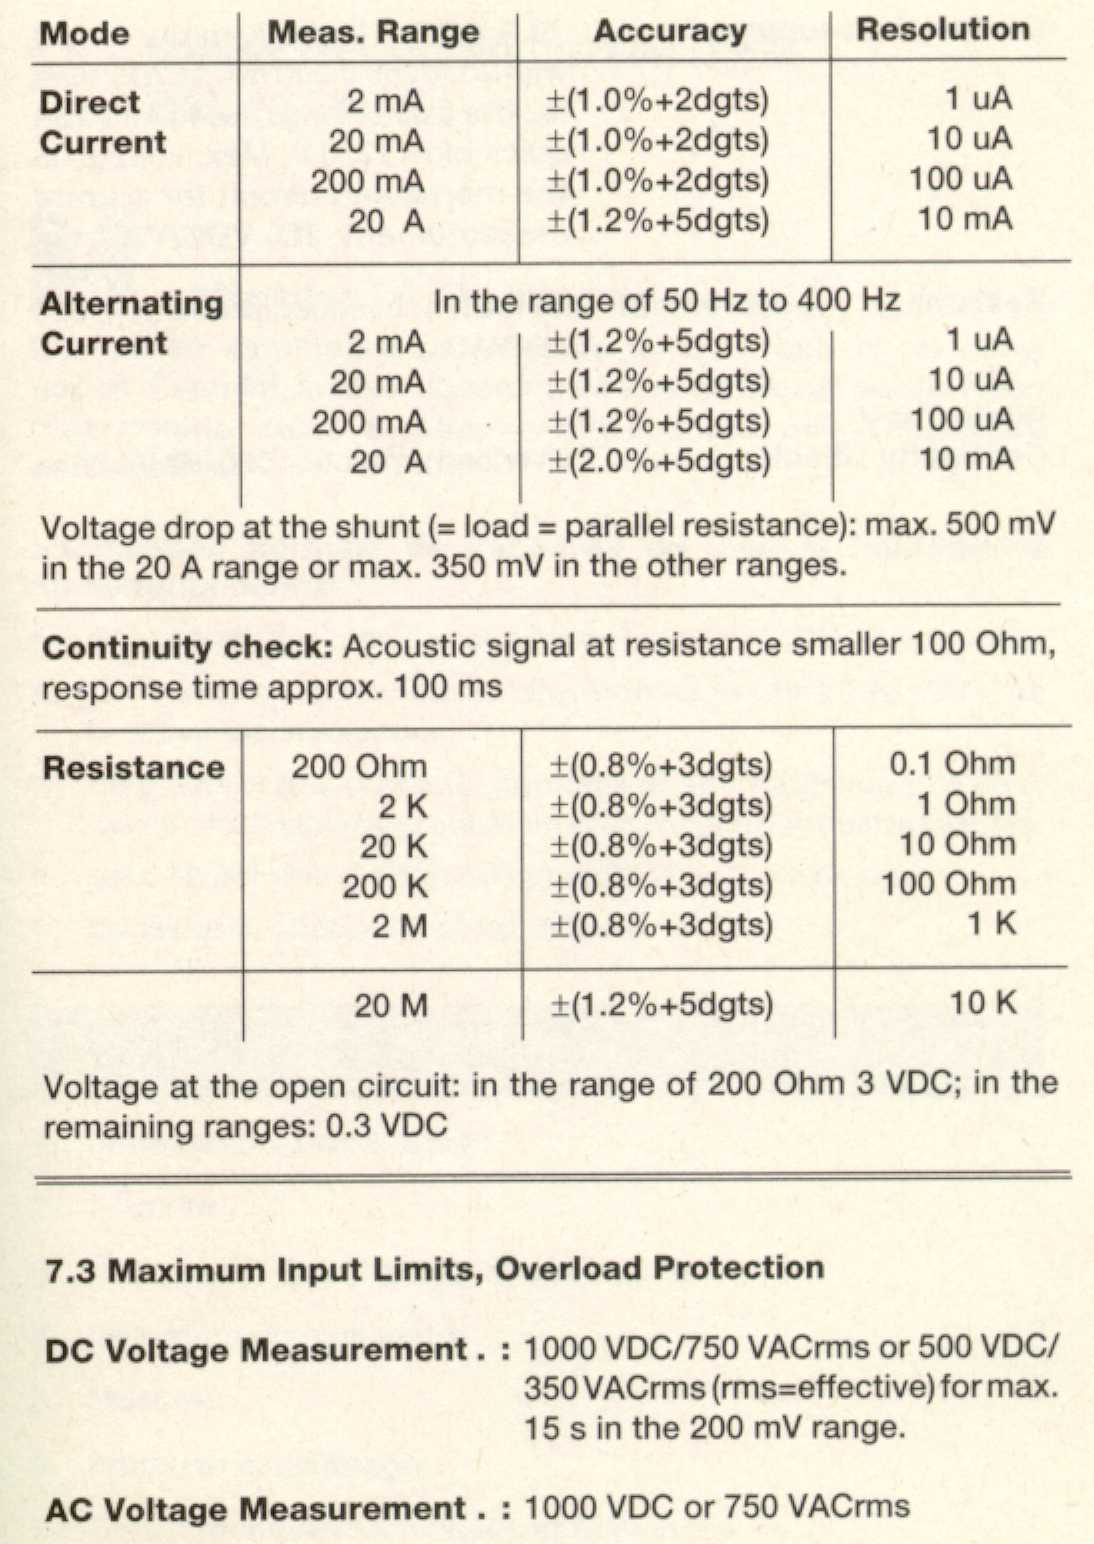 Mode Meas. Range Accuracy Resolution
Direct 2 mA ±(1.0%+2dgts) 1 uA
Current 20 mA ±(1.0%+2dgts) 10 uA
200 mA ±(1.0%+2dgts) 100 uA
20 A ±(1.2%+5dgts) 10 mA
Alternating In the range of 50 Hz to 400 Hz
Current 2 mA ±(1.2%+5dgts) 1 uA
20 mA ±(1.2%+5dgts) 10 uA
200 mA ±(1.2%+5dgts) 100 uA
20 A ±(2.0%+5dgts) 10 mA
Voltage drop at the shunt (= load = parallel resistance): max. 500 mV
in the 20 A range or max. 350 mV in the other ranges.
Continuity check: Acoustic signal at resistance smaller 100 Ohm,
response time approx. 100 ms
Resistance 200 Ohm ±(0.8%+3dgts) 0.1 Ohm
2 K ±(0.8%+3dgts) 1 Ohm
20 K ±(0.8%+3dgts) 10 Ohm
200 K ±(0.8%+3dgts) 100 Ohm
2 M ±(0.8%+3dgts) 1 K
20 M ±(1.2%+5dgts) 10 K
Voltage at the open circuit: in the range of 200 Ohm 3 VDC; in the
remaining ranges: 0.3 VDC
7.3 Maximum Input Limits, Overload Protection
DC Voltage Measurement . : 1000 VDC/750 VACrms or 500 VDC/
350 VACrms (rms=effective) for max.
15 s in the 200 mV range.
AC Voltage Measurement . : 1000 VDC or 750 VACrms